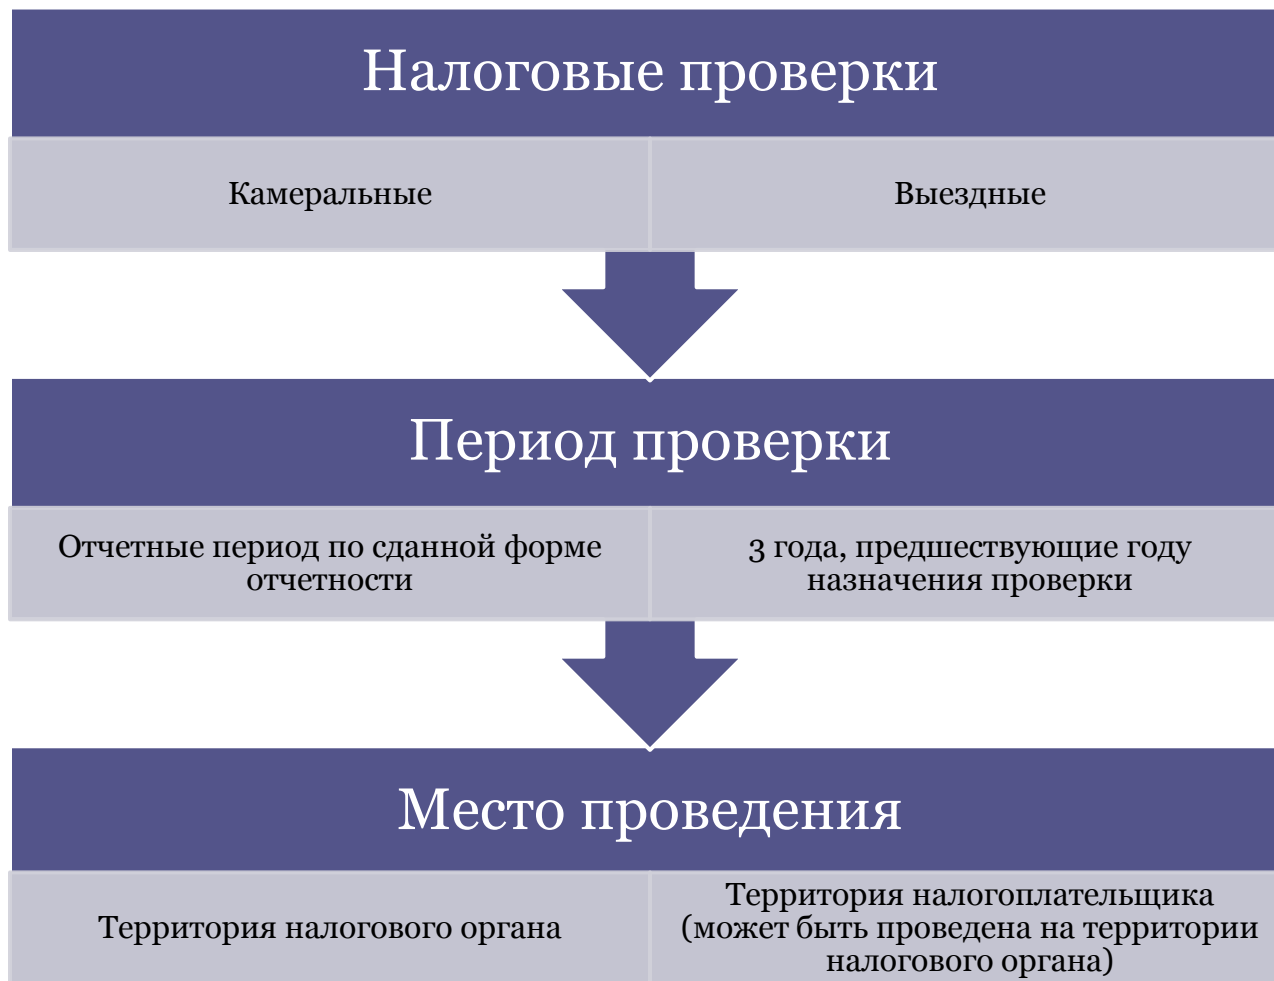 Налоговые проверки
Камеральные
Выездные
Период проверки
Отчетные период по сданной форме
отчетности
3 года, предшествующие году
назначения проверки
Место проведения
Территория налогового органа
Территория налогоплательщика
(может быть проведена на территории
налогового органа)